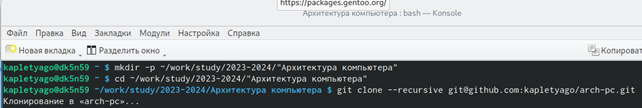 https://packages.gentoo.org/
Архитектура компьютера : bash — Konsole
Файл Правка Вид Закладки Модули Настройка Справка
Новая вкладка Разделить окно Копироват
kapletyago@dk5n59 ~ $ mkdir -p ~/work/study/2023-2024/"Архитектура компьютера"
kapletyago@dk5n59 ~ $ cd ~/work/study/2023-2024/"Архитектура компьютера"
kapletyago@dk5n59 ~/work/study/2023-2024/Архитектура компьютера $ git clone --recursive git@github.com:kapletyago/arch-pc.git
Клонирование в «arch-pc»...